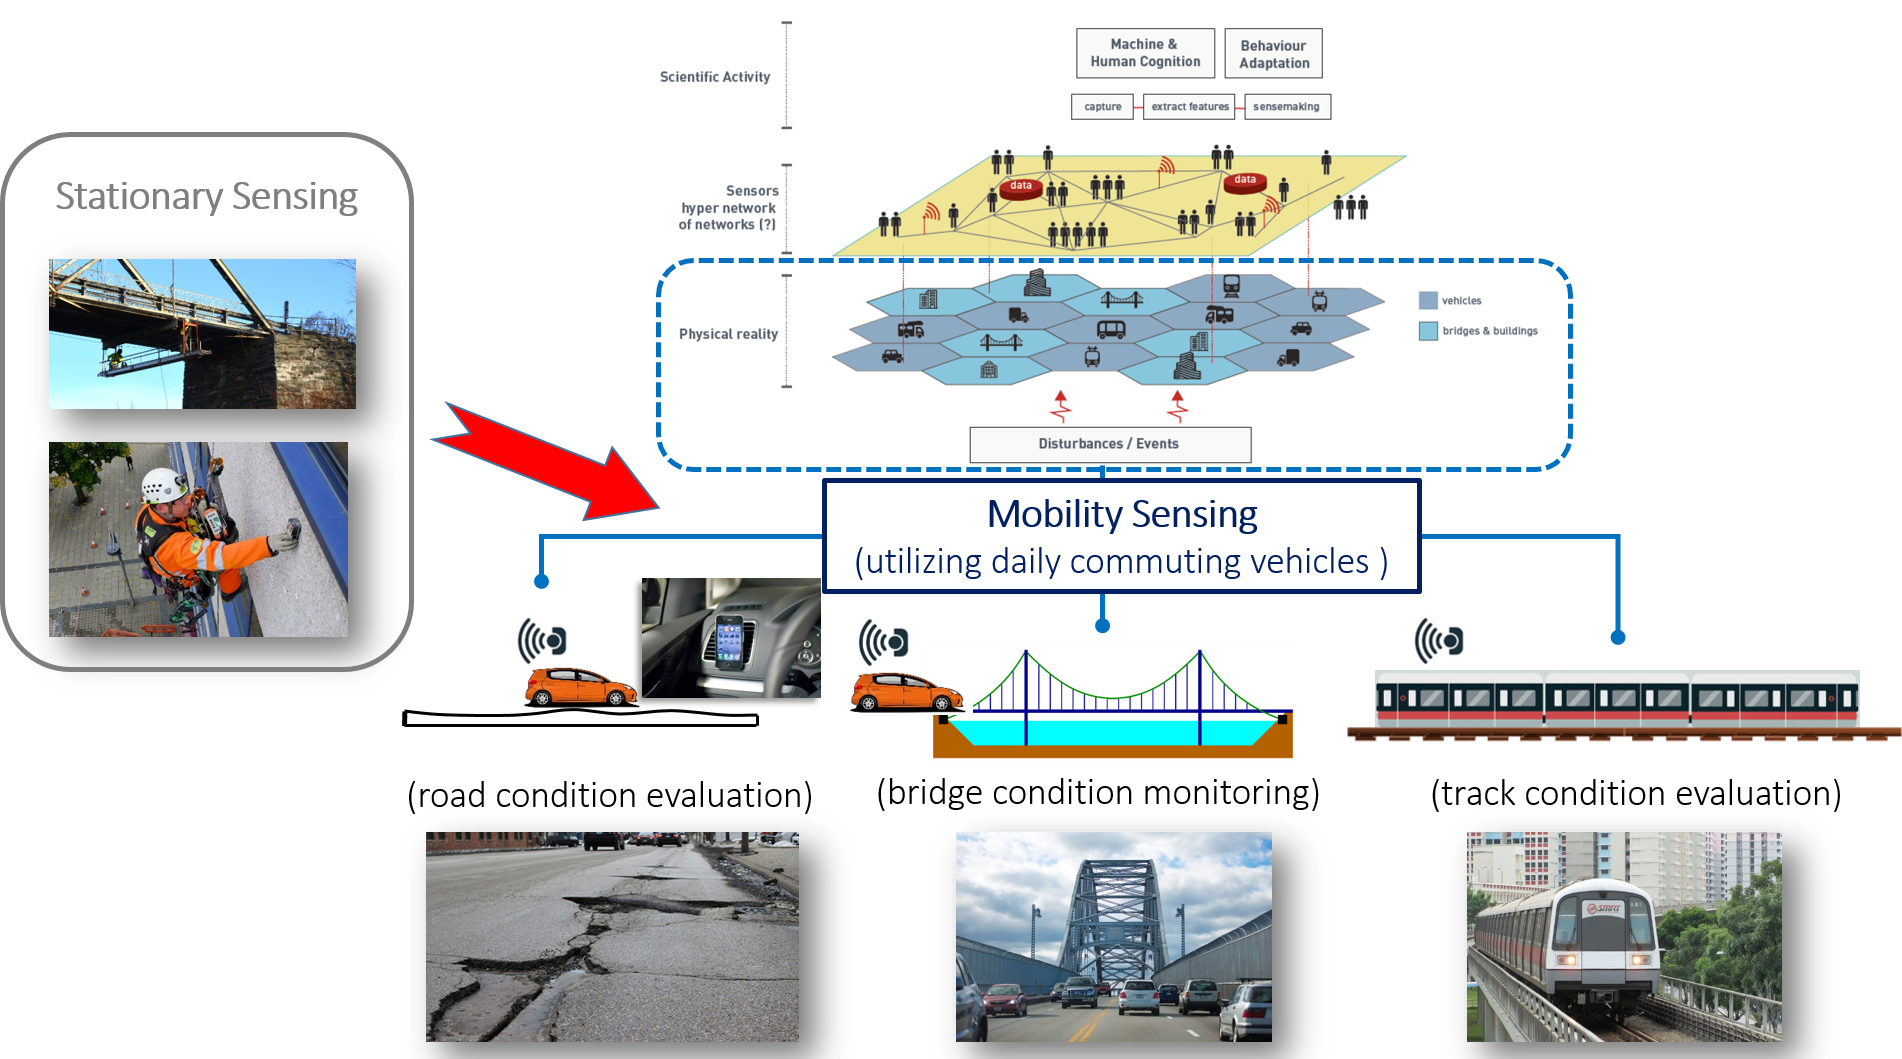 Scientific Activity
Machine &
Human Cognition
Behaviour
Adaptation
capture
extract features
sensemaking
Stationary Sensing
Sensors
hyper network
of networks (?)
data
data
Physical reality
vehicles
bridges & buildings
Disturbances / Events
Mobility Sensing
(utilizing daily commuting vehicles )
(road condition evaluation)
(bridge condition monitoring)
(track condition evaluation)
SMRT